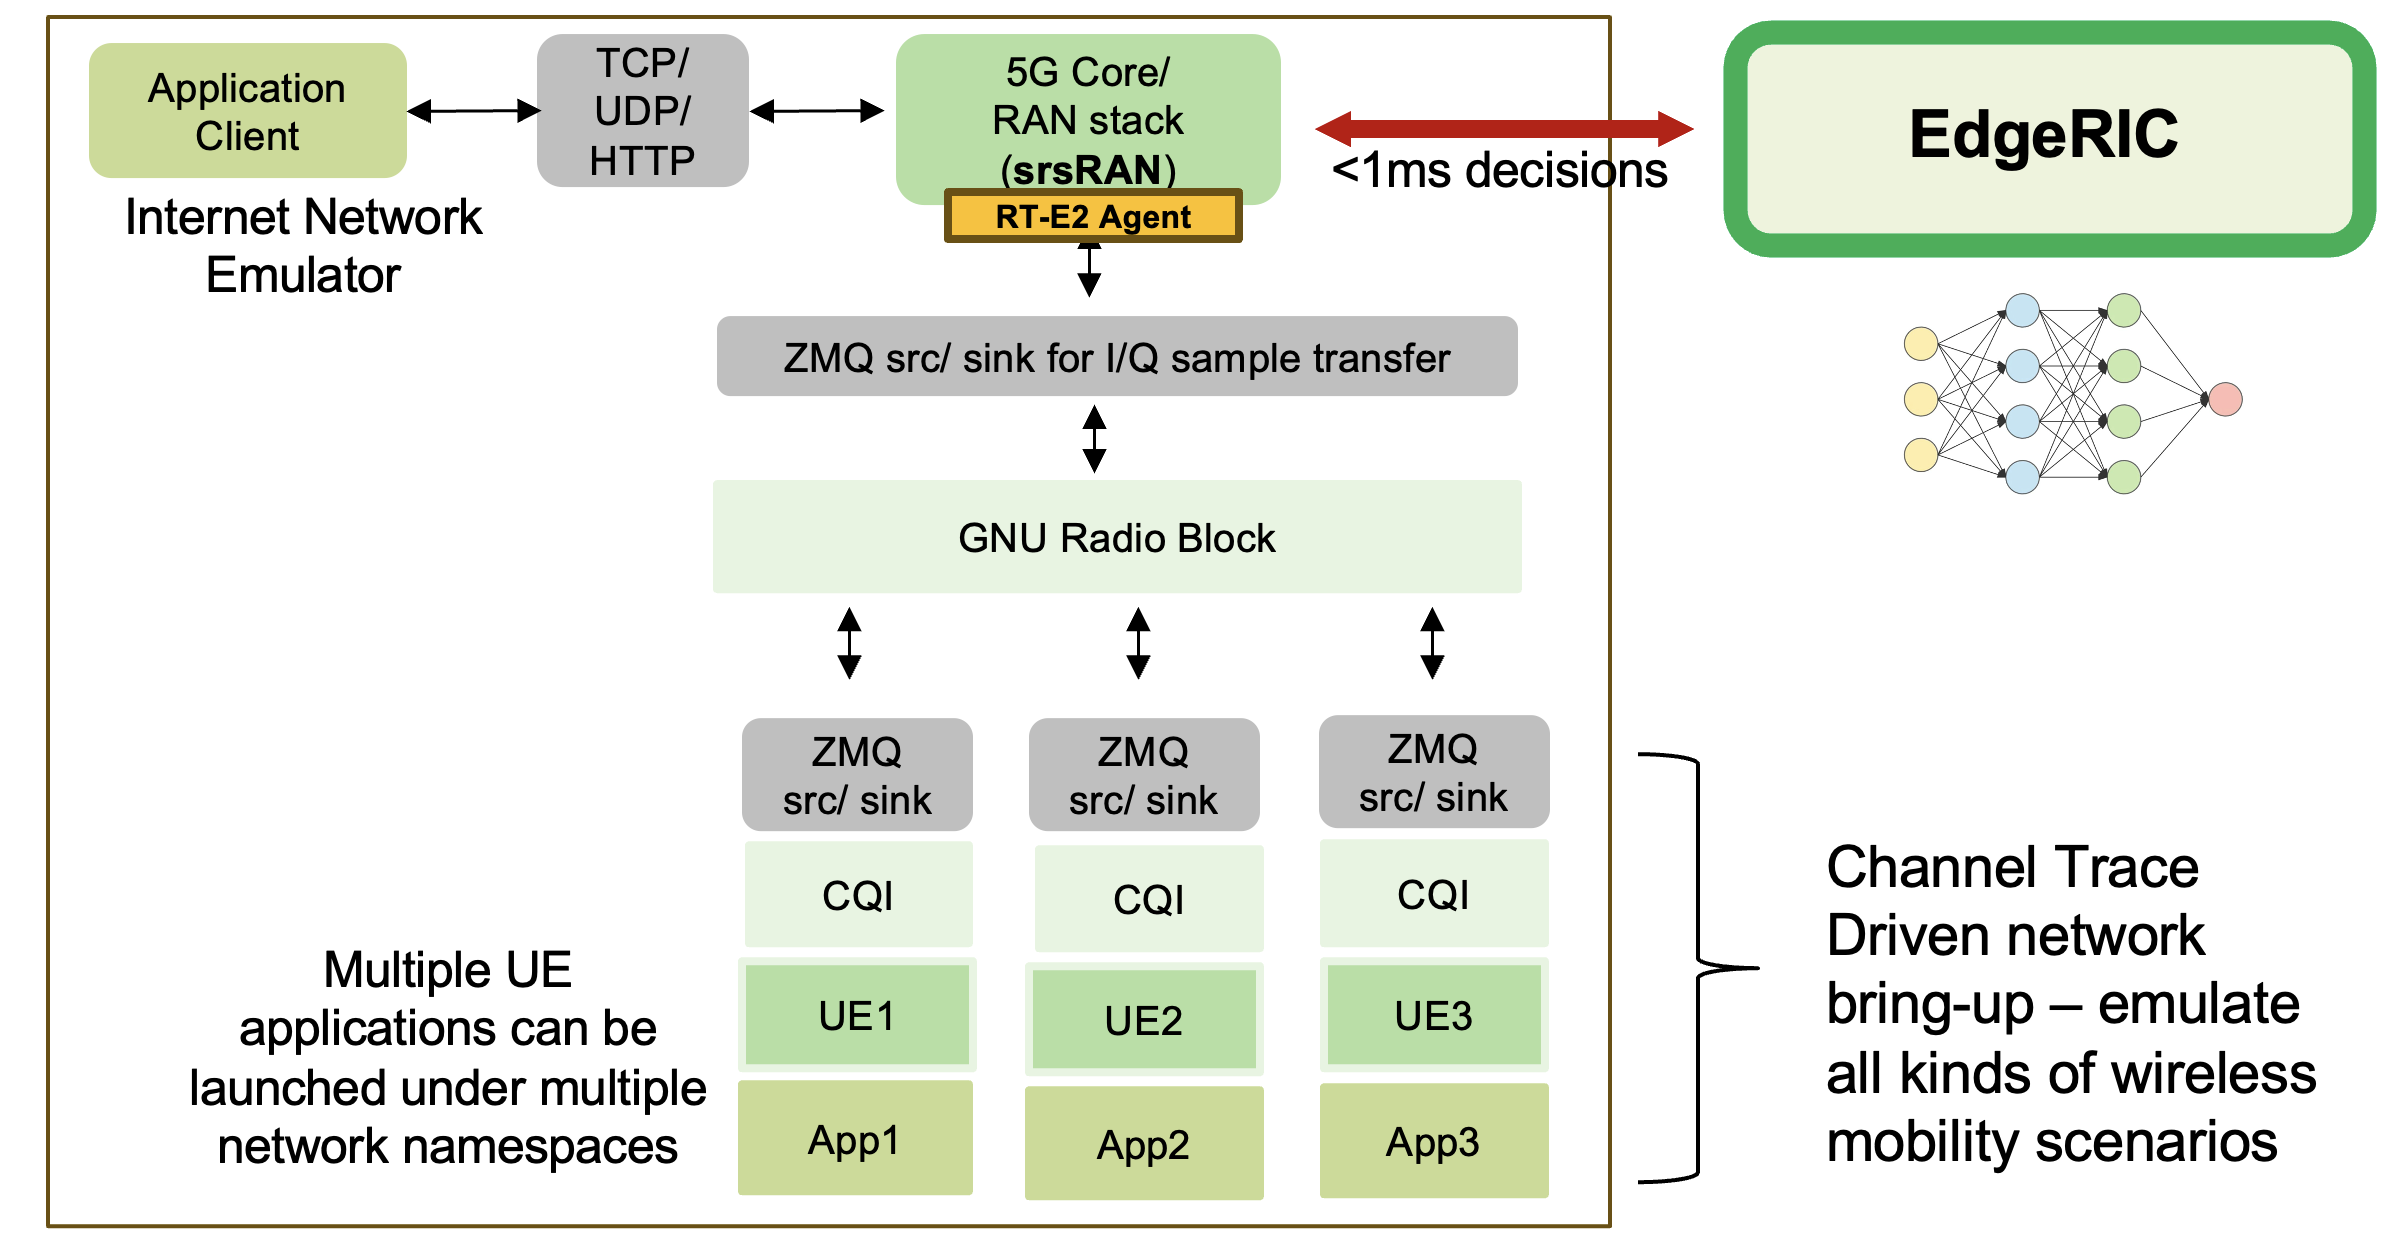 Application
Client
TCP/
UDP/
HTTP
5G Core/
RAN stack
(srsRAN)
RT-E2 Agent
<1ms decisions
EdgeRIC
Internet Network
Emulator
ZMQ src/ sink for I/Q sample transfer
GNU Radio Block
ZMQ
src/ sink
ZMQ
src/ sink
ZMQ
src/ sink
CQI
CQI
CQI
UE1
UE2
UE3
App1
App2
App3
Multiple UE
applications can be
launched under multiple
network namespaces
Channel Trace
Driven network
bring-up – emulate
all kinds of wireless
mobility scenarios